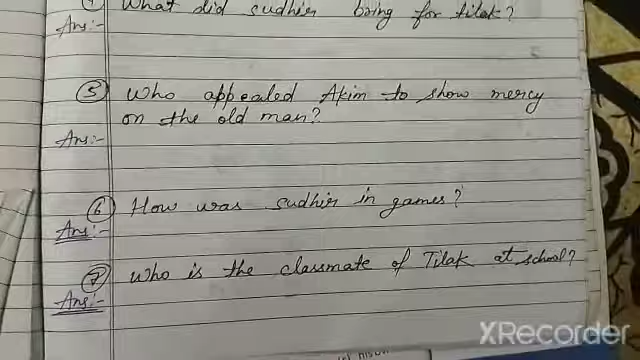 What did Sudhir bring for tilak?
Ans:-
⑤ Who appealed Akim to show mercy
on the old man?
Ans:-
⑥ How was Sudhir in games?
Ans:-
⑦ Who is the classmate of Tilak at school?
Ans:-
XRecorder